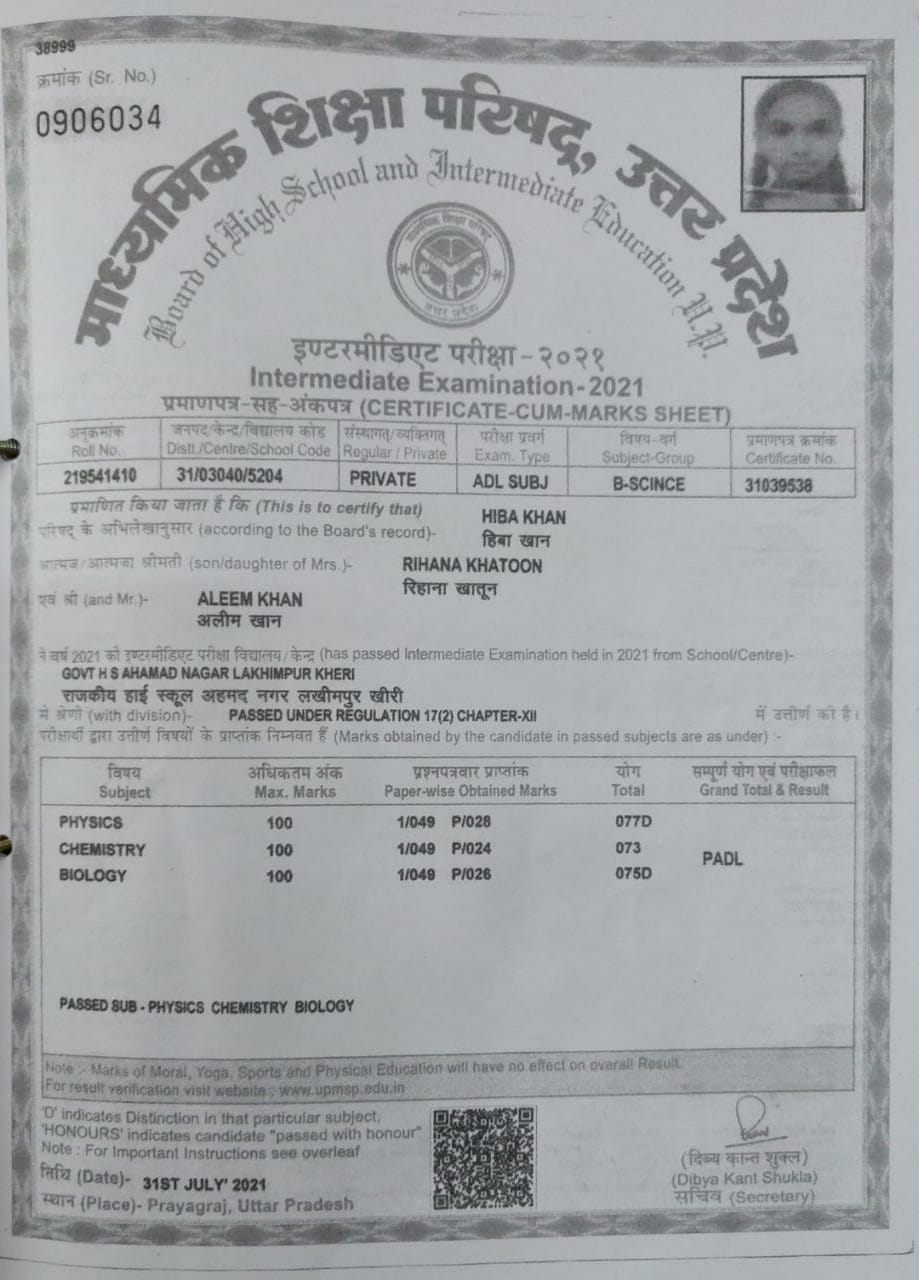 38999
क्रमांक (Sr. No.)
0906034
माध्यमिक शिक्षा परिषद्, उत्तर प्रदेश
Board of High School and Intermediate Education U.P.
माध्यमिक शिक्षा परिषद्
उत्तर प्रदेश
इण्टरमीडिएट परीक्षा - २०२१
Intermediate Examination - 2021
प्रमाणपत्र-सह-अंकपत्र (CERTIFICATE-CUM-MARKS SHEET)
अनुक्रमांक जनपद/केन्द्र/विद्यालय कोड संस्थागत/व्यक्तिगत परीक्षा प्रवर्ग विषय-वर्ग प्रमाणपत्र क्रमांक
Roll No. Distt./Centre/School Code Regular / Private Exam. Type Subject-Group Certificate No.
219541410 31/03040/5204 PRIVATE ADL SUBJ B-SCINCE 31039538
प्रमाणित किया जाता है कि (This is to certify that)
परिषद के अभिलेखानुसार (according to the Board's record)- HIBA KHAN
हिबा खान
आत्मज/आत्मजा श्रीमती (son/daughter of Mrs.)- RIHANA KHATOON
रिहाना खातून
एवं श्री (and Mr.)- ALEEM KHAN
अलीम खान
ने वर्ष 2021 को इण्टरमीडिएट परीक्षा विद्यालय/केन्द्र (has passed Intermediate Examination held in 2021 from School/Centre)-
GOVT H S AHAMAD NAGAR LAKHIMPUR KHERI
राजकीय हाई स्कूल अहमद नगर लखीमपुर खीरी
मे श्रेणी (with division)- PASSED UNDER REGULATION 17(2) CHAPTER-XII में उत्तीर्ण की है।
परीक्षार्थी द्वारा उत्तीर्ण विषयों के प्राप्तांक निम्नवत हैं (Marks obtained by the candidate in passed subjects are as under) :-
विषय अधिकतम अंक प्रश्नपत्रवार प्राप्तांक योग सम्पूर्ण योग एवं परीक्षाफल
Subject Max. Marks Paper-wise Obtained Marks Total Grand Total & Result
PHYSICS 100 1/049 P/028 077D
CHEMISTRY 100 1/049 P/024 073
PADL
BIOLOGY 100 1/049 P/026 075D
PASSED SUB - PHYSICS CHEMISTRY BIOLOGY
Note :- Marks of Moral, Yoga, Sports and Physical Education will have no effect on overall Result.
For result verification visit website : www.upmsp.edu.in
'D' indicates Distinction in that particular subject,
'HONOURS' indicates candidate "passed with honour"
Note : For Important Instructions see overleaf
तिथि (Date)- 31ST JULY' 2021
स्थान (Place)- Prayagraj, Uttar Pradesh
(दिब्य कान्त शुक्ल)
(Dibya Kant Shukla)
सचिव (Secretary)